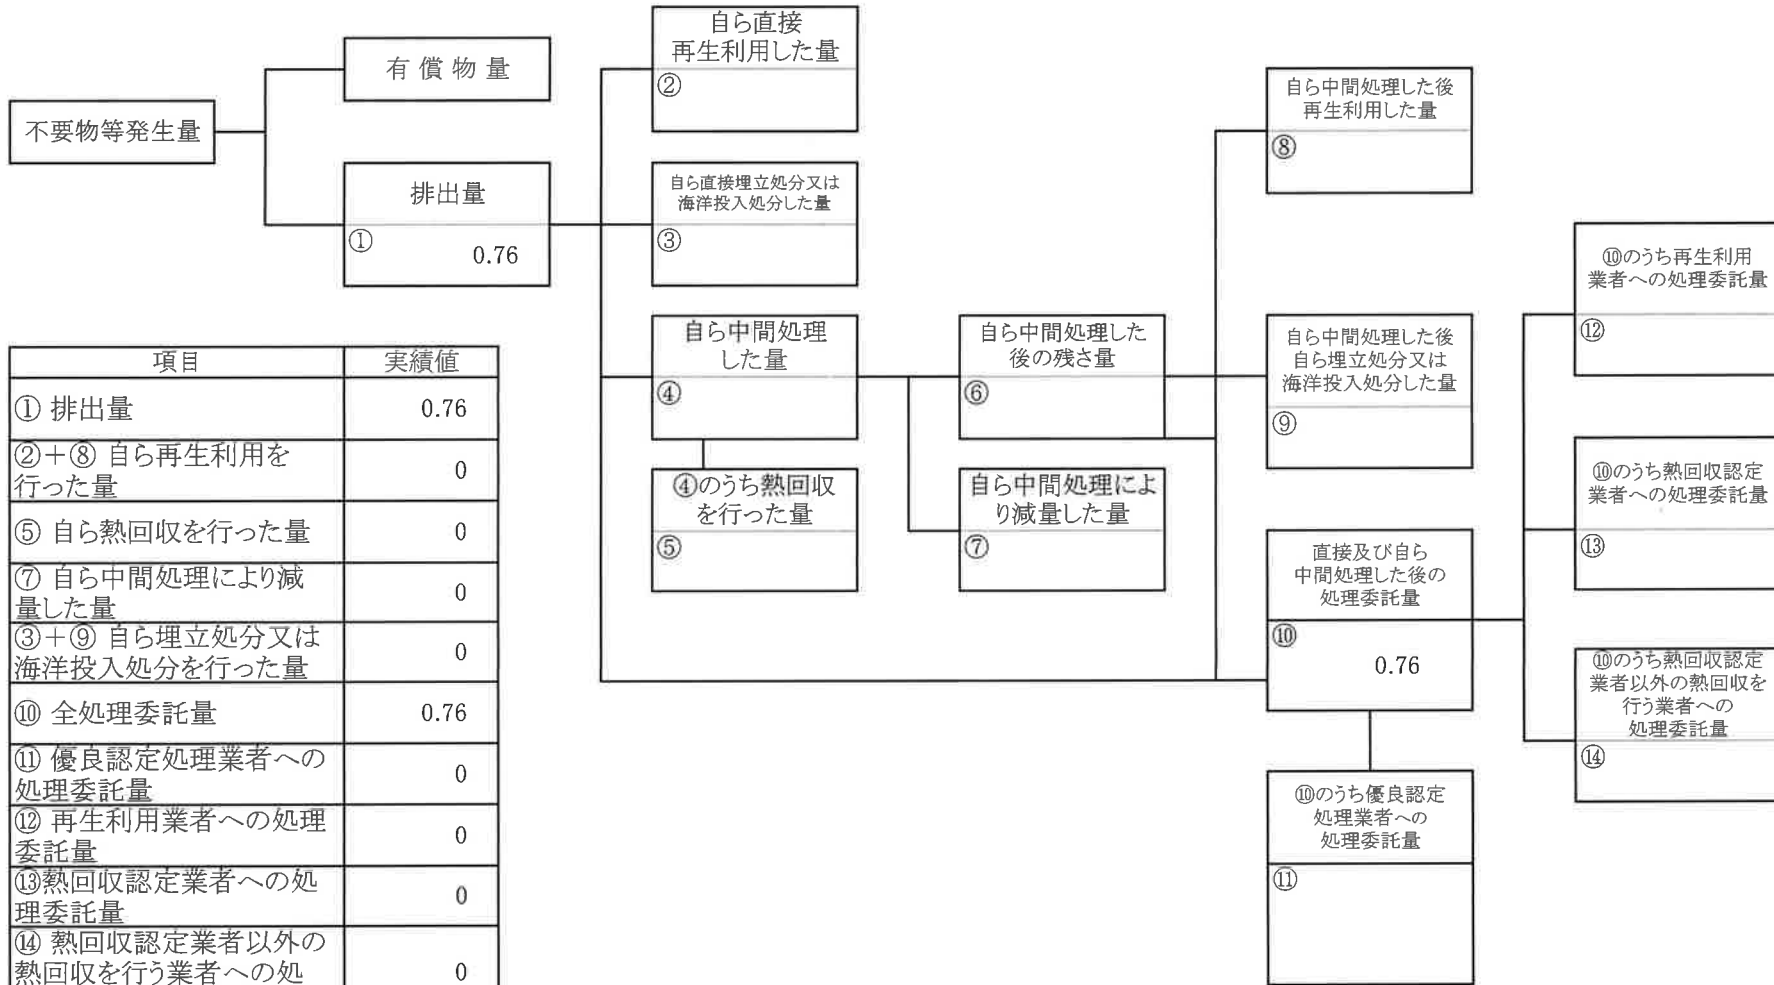 不要物等発生量
有償物量
排出量
①
0.76
自ら直接
再生利用した量
②
自ら直接埋立処分又は
海洋投入処分した量
③
自ら中間処理
した量
④
④のうち熱回収
を行った量
⑤
自ら中間処理した
後の残さ量
⑥
自ら中間処理によ
り減量した量
⑦
自ら中間処理した後
再生利用した量
⑧
自ら中間処理した後
自ら埋立処分又は
海洋投入処分した量
⑨
直接及び自ら
中間処理した後の
処理委託量
⑩
0.76
⑩のうち優良認定
処理業者への
処理委託量
⑪
⑩のうち再生利用
業者への処理委託量
⑫
⑩のうち熱回収認定
業者への処理委託量
⑬
⑩のうち熱回収認定
業者以外の熱回収を
行う業者への
処理委託量
⑭
項目 実績値
① 排出量 0.76
②+⑧ 自ら再生利用を
行った量 0
⑤ 自ら熱回収を行った量 0
⑦ 自ら中間処理により減
量した量 0
③+⑨ 自ら埋立処分又は
海洋投入処分を行った量 0
⑩ 全処理委託量 0.76
⑪ 優良認定処理業者への
処理委託量 0
⑫ 再生利用業者への処理
委託量 0
⑬熱回収認定業者への処
理委託量 0
⑭ 熱回収認定業者以外の
熱回収を行う業者への処 0